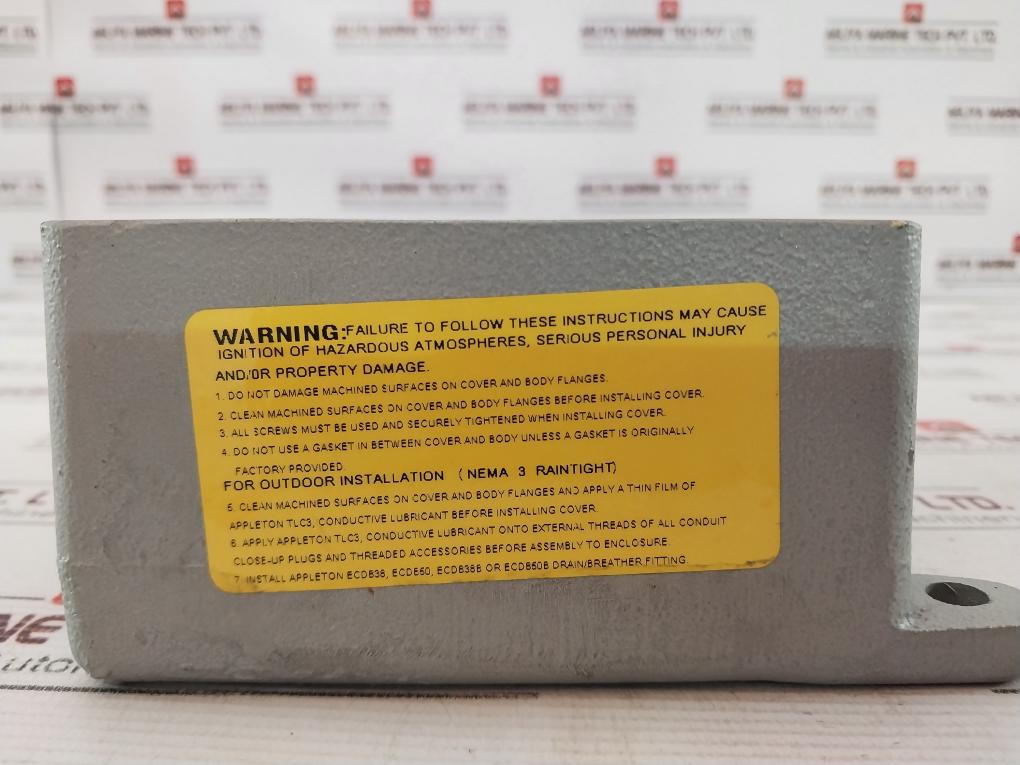 WARNING:FAILURE TO FOLLOW THESE INSTRUCTIONS MAY CAUSE
IGNITION OF HAZARDOUS ATMOSPHERES, SERIOUS PERSONAL INJURY
AND/OR PROPERTY DAMAGE.
1. DO NOT DAMAGE MACHINED SURFACES ON COVER AND BODY FLANGES.
2. CLEAN MACHINED SURFACES ON COVER AND BODY FLANGES BEFORE INSTALLING COVER.
3. ALL SCREWS MUST BE USED AND SECURELY TIGHTENED WHEN INSTALLING COVER.
4. DO NOT USE A GASKET IN BETWEEN COVER AND BODY UNLESS A GASKET IS ORIGINALLY
FACTORY PROVIDED.
FOR OUTDOOR INSTALLATION (NEMA 3 RAINTIGHT)
5. CLEAN MACHINED SURFACES ON COVER AND BODY FLANGES AND APPLY A THIN FILM OF
APPLETON TLC3, CONDUCTIVE LUBRICANT BEFORE INSTALLING COVER.
6. APPLY APPLETON TLC3, CONDUCTIVE LUBRICANT ONTO EXTERNAL THREADS OF ALL CONDUIT
CLOSE-UP PLUGS AND THREADED ACCESSORIES BEFORE ASSEMBLY TO ENCLOSURE.
7. INSTALL APPLETON ECDB38, ECDB50, ECDB38B OR ECDB50B DRAIN/BREATHER FITTING.